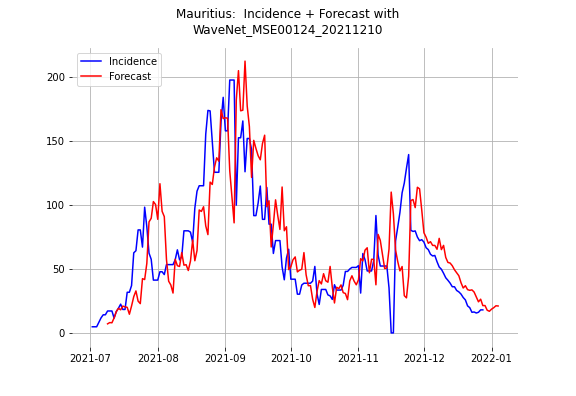 Mauritius:  Incidence + Forecast with
WaveNet_MSE00124_20211210
Incidence
Forecast
200
150
100
50
0
2021-07 2021-08 2021-09 2021-10 2021-11 2021-12 2022-01